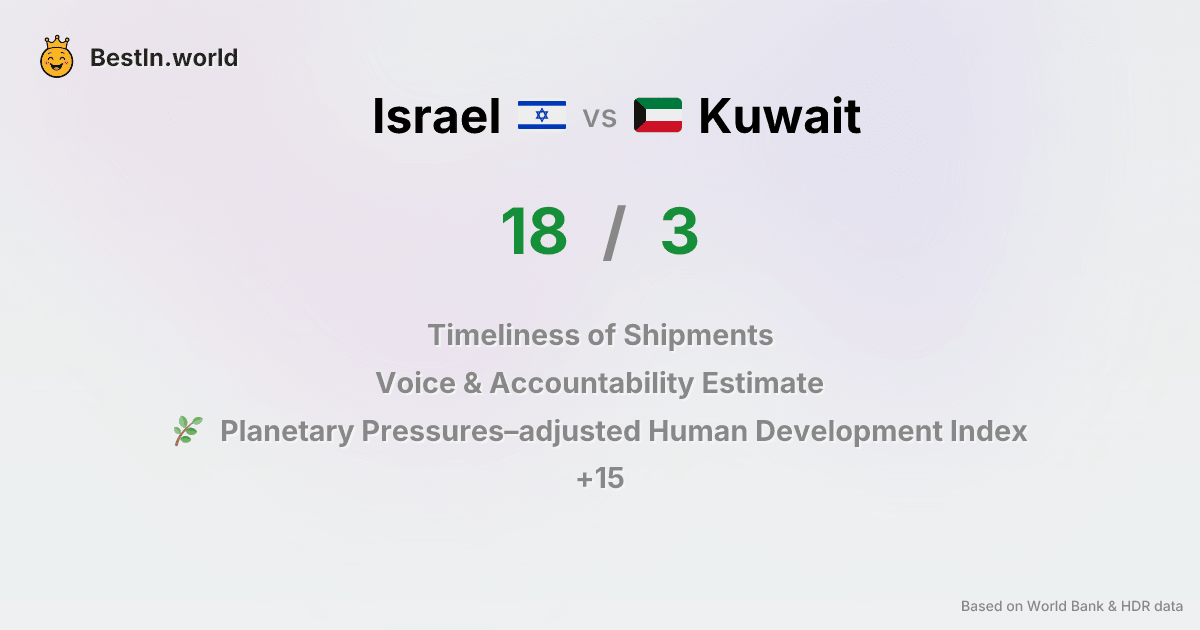 BestIn.world
Israel vs Kuwait
18 / 3
Timeliness of Shipments
Voice & Accountability Estimate
Planetary Pressures–adjusted Human Development Index
+15
Based on World Bank & HDR data